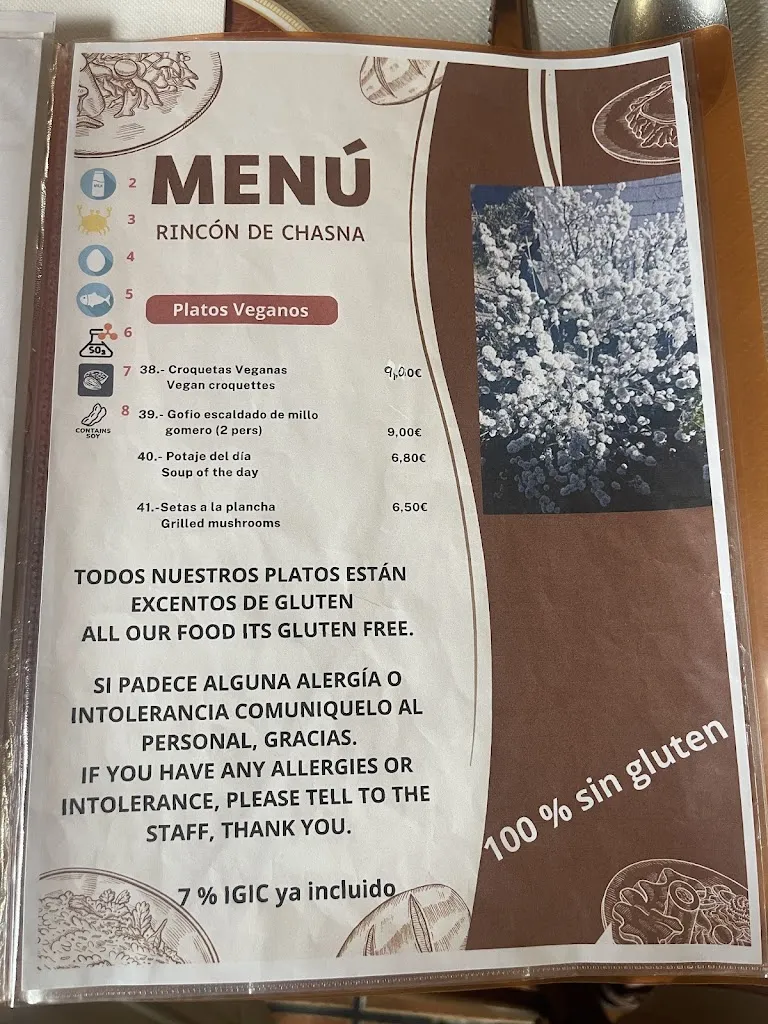 MENÚ
RINCÓN DE CHASNA
MILK
2
3
4
5
SO₂
6
7
CONTAINS
SOY
8
Platos Veganos
38.- Croquetas Veganas 9,00€
Vegan croquettes
39.- Gofio escaldado de millo
gomero (2 pers) 9,00€
40.- Potaje del día 6,80€
Soup of the day
41.-Setas a la plancha 6,50€
Grilled mushrooms
TODOS NUESTROS PLATOS ESTÁN
EXCENTOS DE GLUTEN
ALL OUR FOOD ITS GLUTEN FREE.
SI PADECE ALGUNA ALERGÍA O
INTOLERANCIA COMUNIQUELO AL
PERSONAL, GRACIAS.
IF YOU HAVE ANY ALLERGIES OR
INTOLERANCE, PLEASE TELL TO THE
STAFF, THANK YOU.
7 % IGIC ya incluido
100 % sin gluten